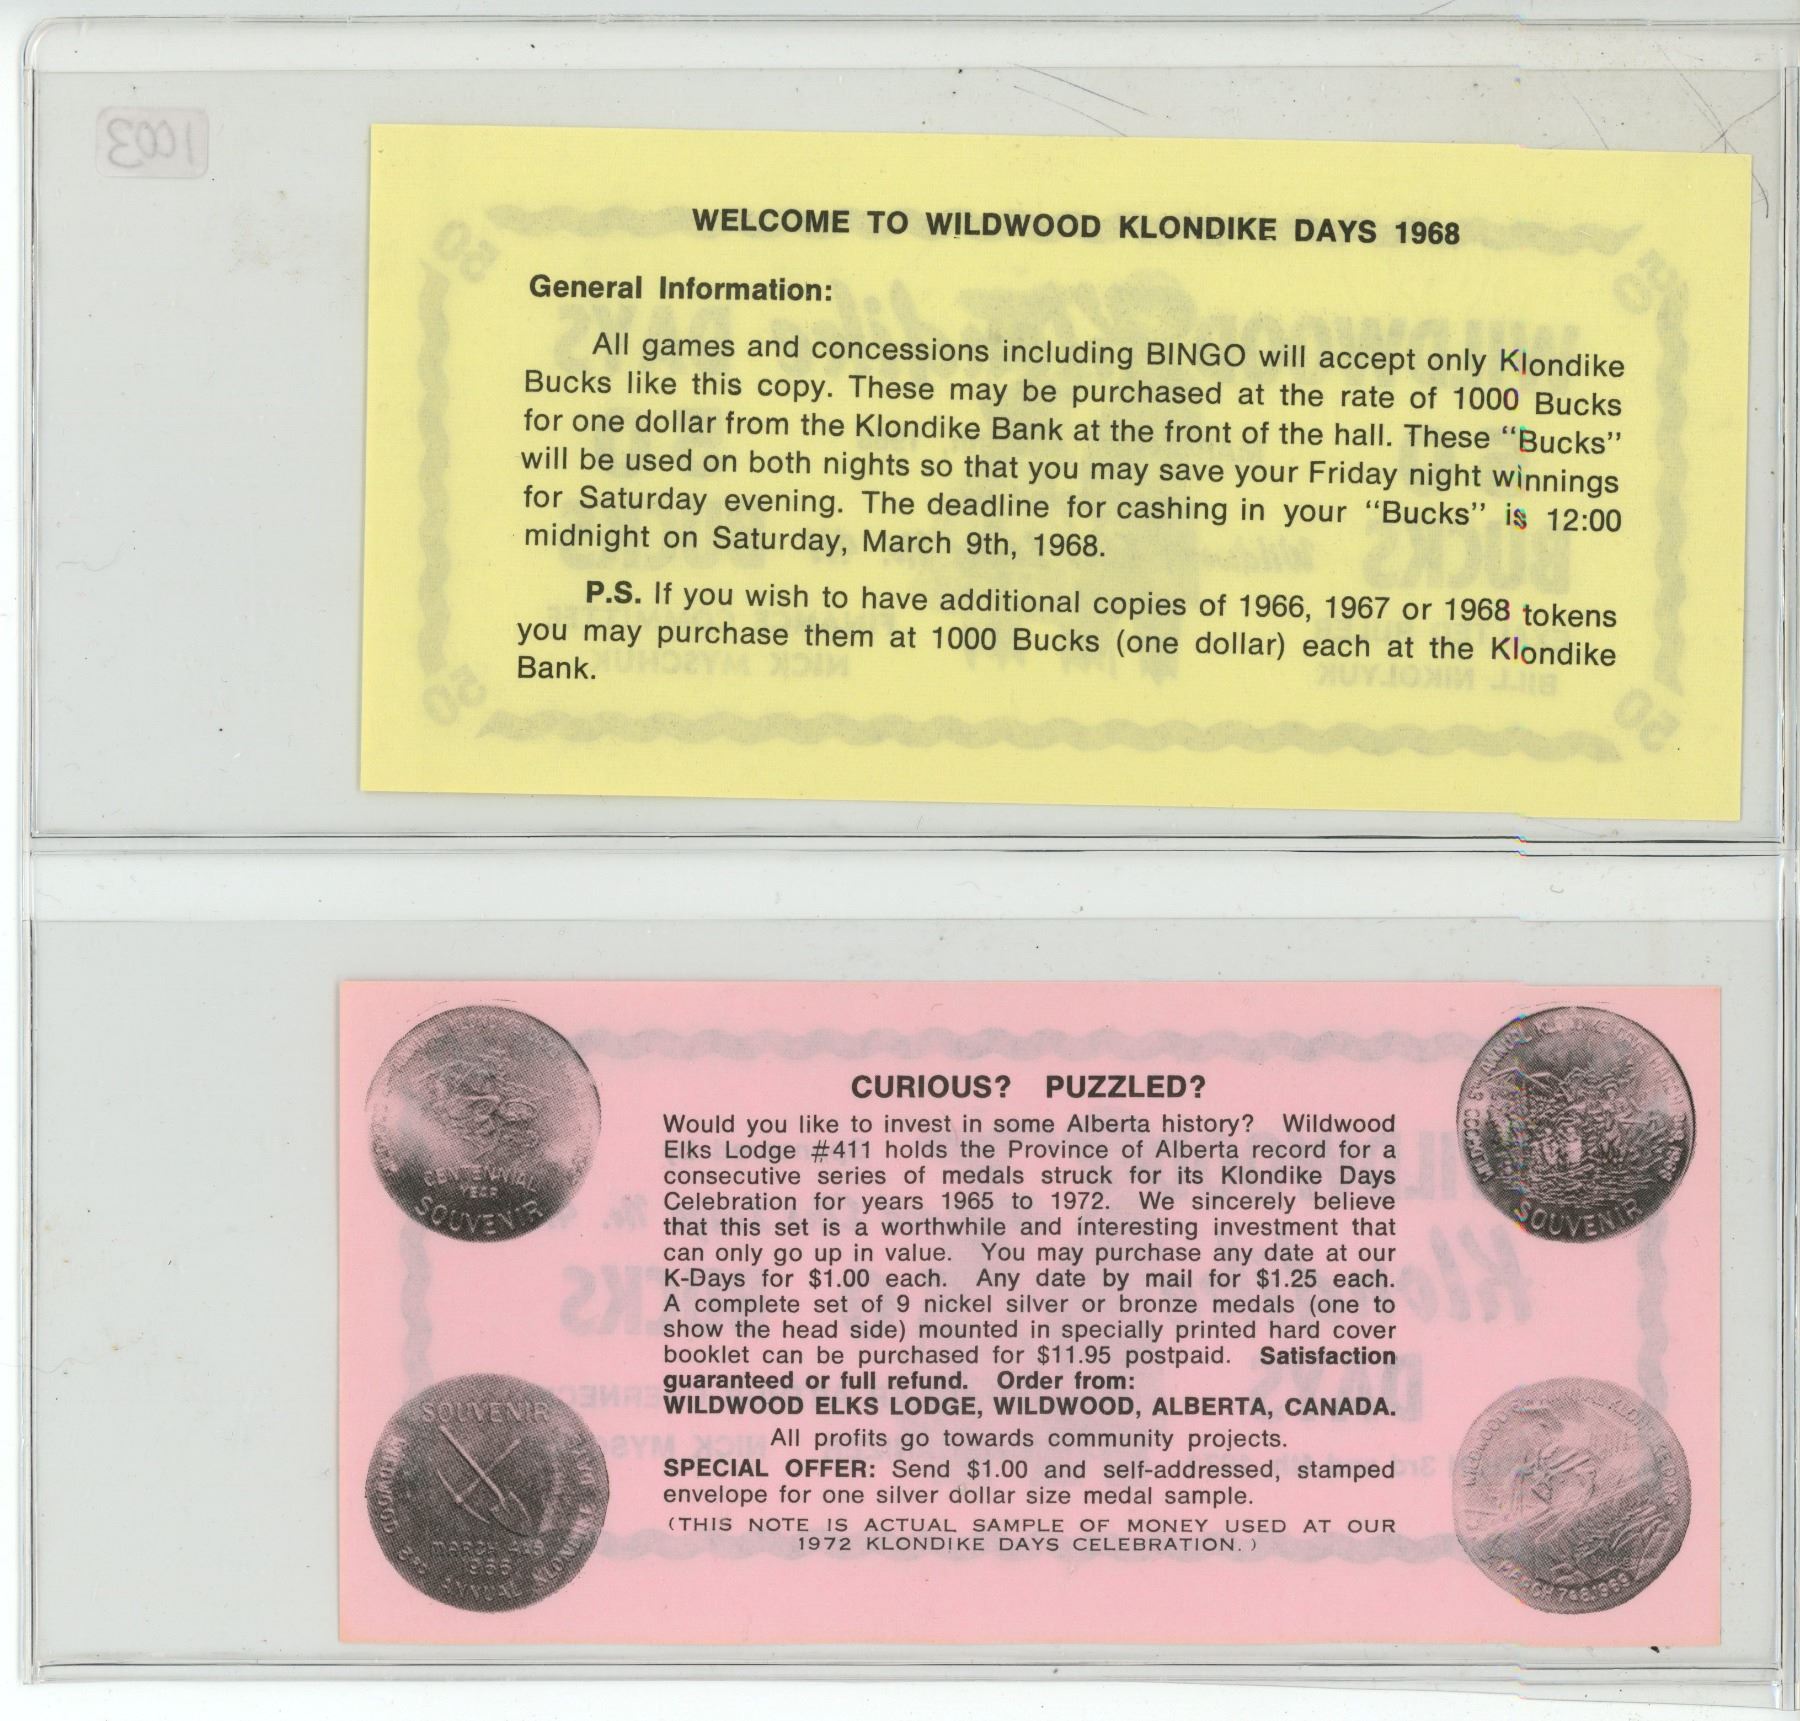 1003
WELCOME TO WILDWOOD KLONDIKE DAYS 1968
General Information:
All games and concessions including BINGO will accept only Klondike
Bucks like this copy. These may be purchased at the rate of 1000 Bucks
for one dollar from the Klondike Bank at the front of the hall. These "Bucks"
will be used on both nights so that you may save your Friday night winnings
for Saturday evening. The deadline for cashing in your "Bucks" is 12:00
midnight on Saturday, March 9th, 1968.
P.S. If you wish to have additional copies of 1966, 1967 or 1968 tokens
you may purchase them at 1000 Bucks (one dollar) each at the Klondike
Bank.
CURIOUS? PUZZLED?
Would you like to invest in some Alberta history? Wildwood
Elks Lodge #411 holds the Province of Alberta record for a
consecutive series of medals struck for its Klondike Days
Celebration for years 1965 to 1972. We sincerely believe
that this set is a worthwhile and interesting investment that
can only go up in value. You may purchase any date at our
K-Days for $1.00 each. Any date by mail for $1.25 each.
A complete set of 9 nickel silver or bronze medals (one to
show the head side) mounted in specially printed hard cover
booklet can be purchased for $11.95 postpaid. Satisfaction
guaranteed or full refund. Order from:
WILDWOOD ELKS LODGE, WILDWOOD, ALBERTA, CANADA.
All profits go towards community projects.
SPECIAL OFFER: Send $1.00 and self-addressed, stamped
envelope for one silver dollar size medal sample.
(THIS NOTE IS ACTUAL SAMPLE OF MONEY USED AT OUR
1972 KLONDIKE DAYS CELEBRATION.)
CENTENNIAL
YEAR
SOUVENIR
SOUVENIR
SOUVENIR
MARCH 4&5
1966
2ND ANNUAL KLONDIKE DAYS
MARCH 7&8, 1969